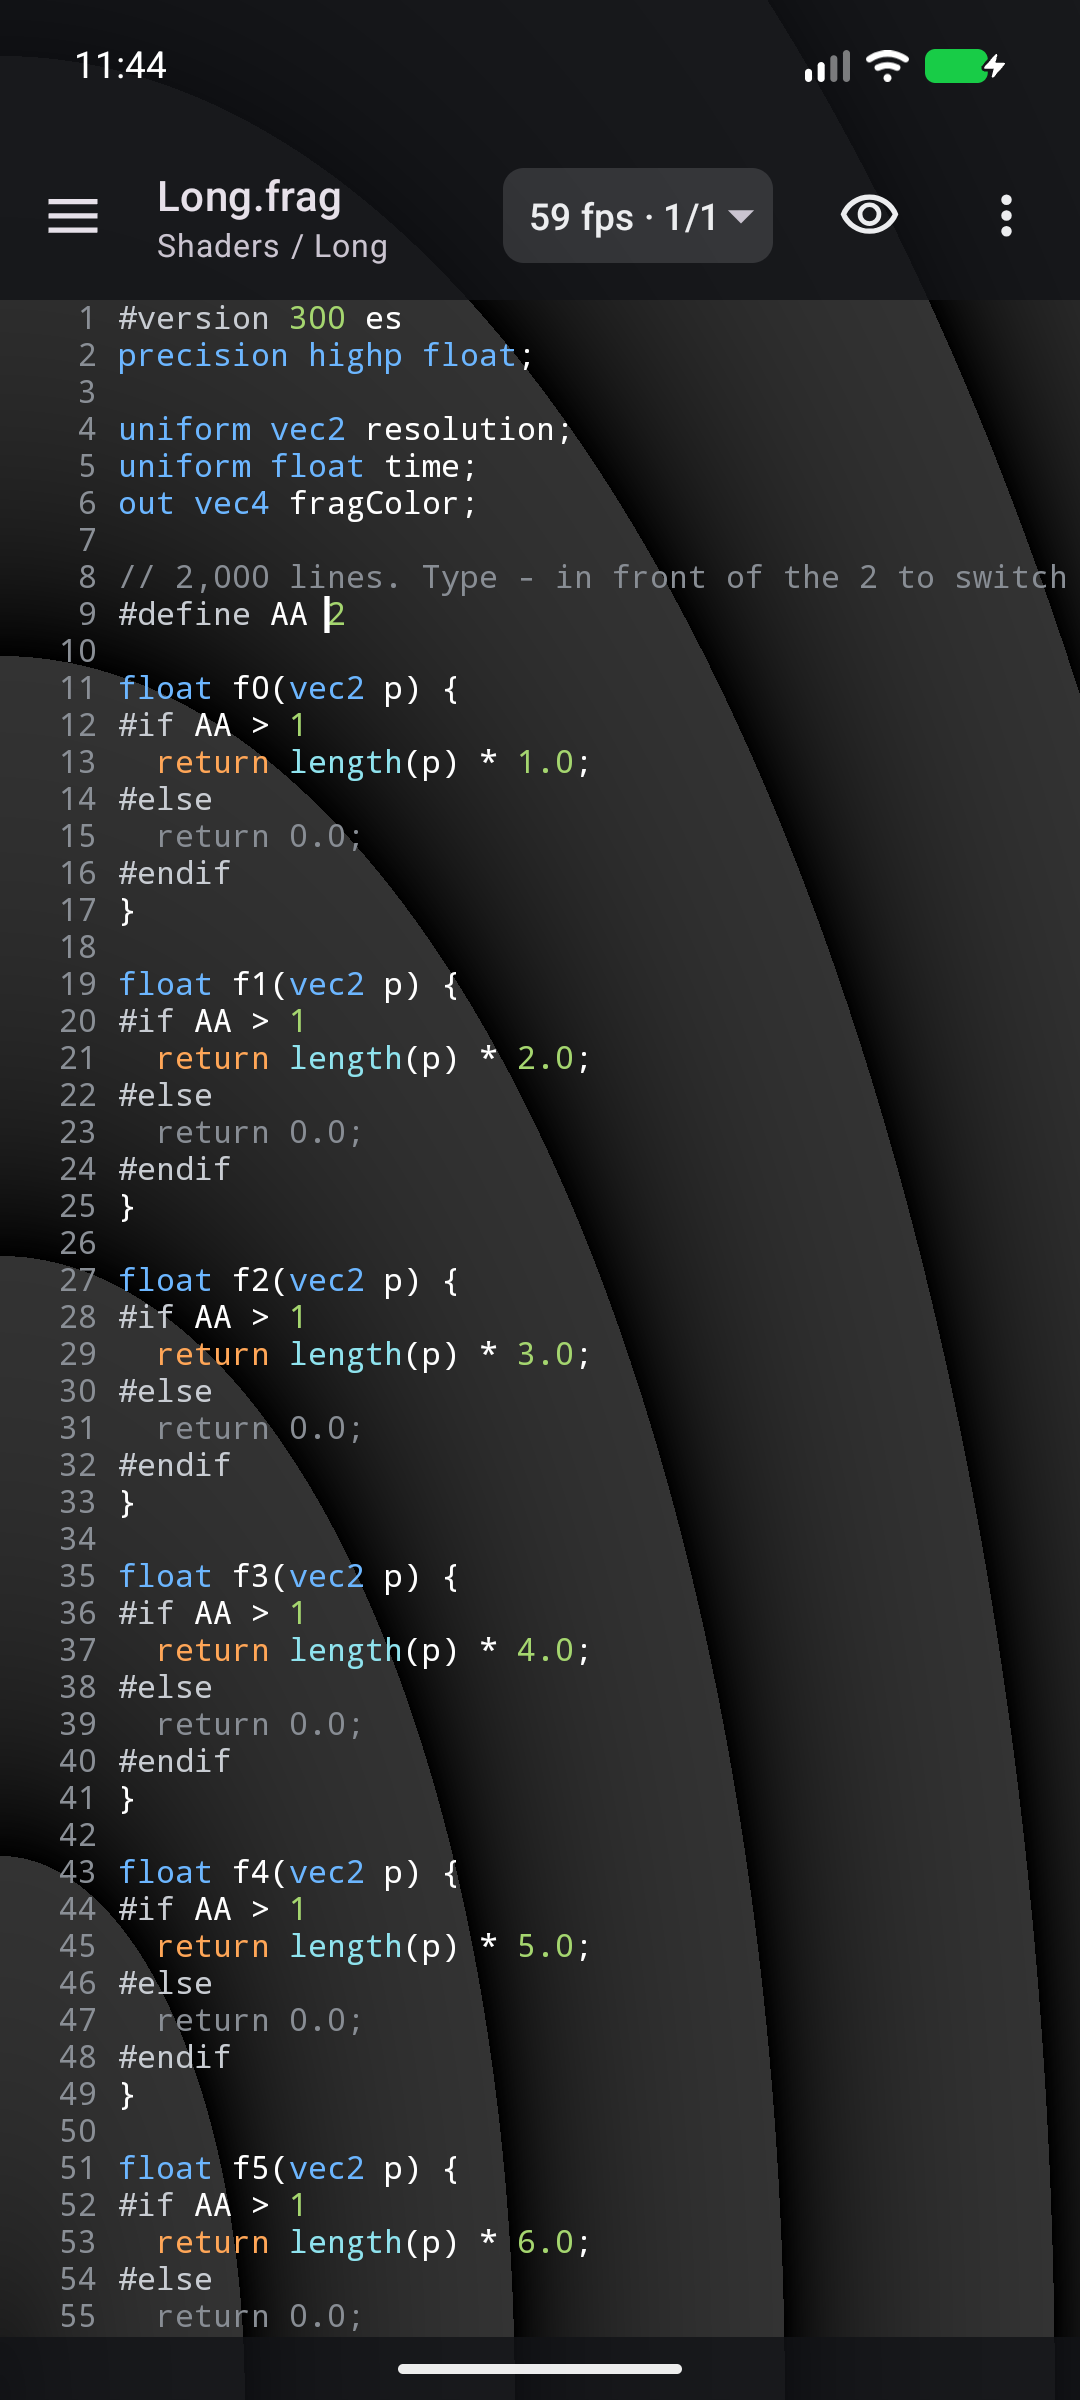 11:44
Long.frag
Shaders / Long
59 fps · 1/1
1 #version 300 es
2 precision highp float;
3
4 uniform vec2 resolution;
5 uniform float time;
6 out vec4 fragColor;
7
8 // 2,000 lines. Type - in front of the 2 to switch
9 #define AA 2
10
11 float f0(vec2 p) {
12 #if AA > 1
13   return length(p) * 1.0;
14 #else
15   return 0.0;
16 #endif
17 }
18
19 float f1(vec2 p) {
20 #if AA > 1
21   return length(p) * 2.0;
22 #else
23   return 0.0;
24 #endif
25 }
26
27 float f2(vec2 p) {
28 #if AA > 1
29   return length(p) * 3.0;
30 #else
31   return 0.0;
32 #endif
33 }
34
35 float f3(vec2 p) {
36 #if AA > 1
37   return length(p) * 4.0;
38 #else
39   return 0.0;
40 #endif
41 }
42
43 float f4(vec2 p) {
44 #if AA > 1
45   return length(p) * 5.0;
46 #else
47   return 0.0;
48 #endif
49 }
50
51 float f5(vec2 p) {
52 #if AA > 1
53   return length(p) * 6.0;
54 #else
55   return 0.0;